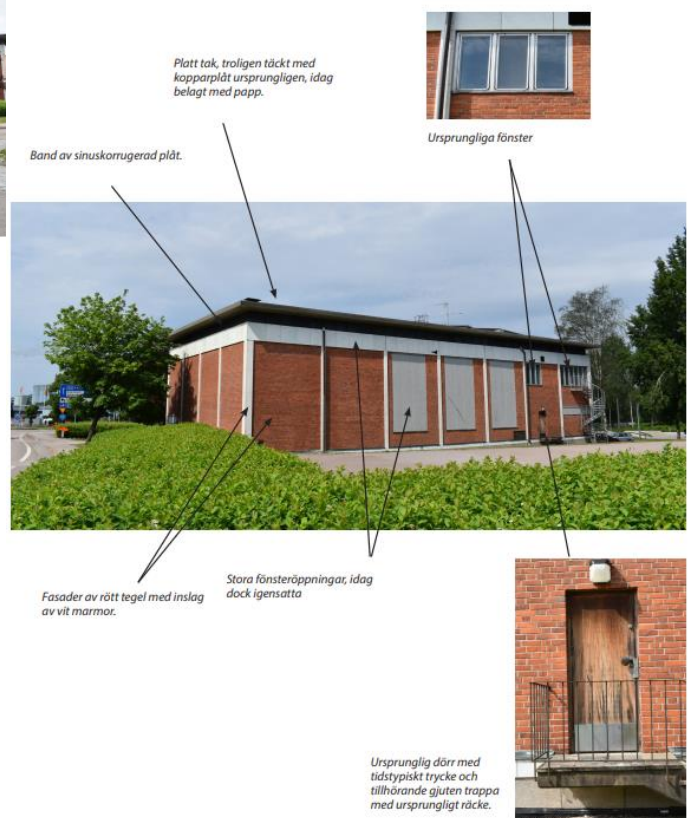 Platt tak, troligen täckt med
kopparplåt ursprungligen, idag
belagt med papp.
Ursprungliga fönster
Band av sinuskorrugerad plåt.
Fasader av rött tegel med inslag
av vit marmor.
Stora fönsteröppningar, idag
dock igensatta
Ursprunglig dörr med
tidstypiskt trycke och
tillhörande gjuten trappa
med ursprungligt räcke.